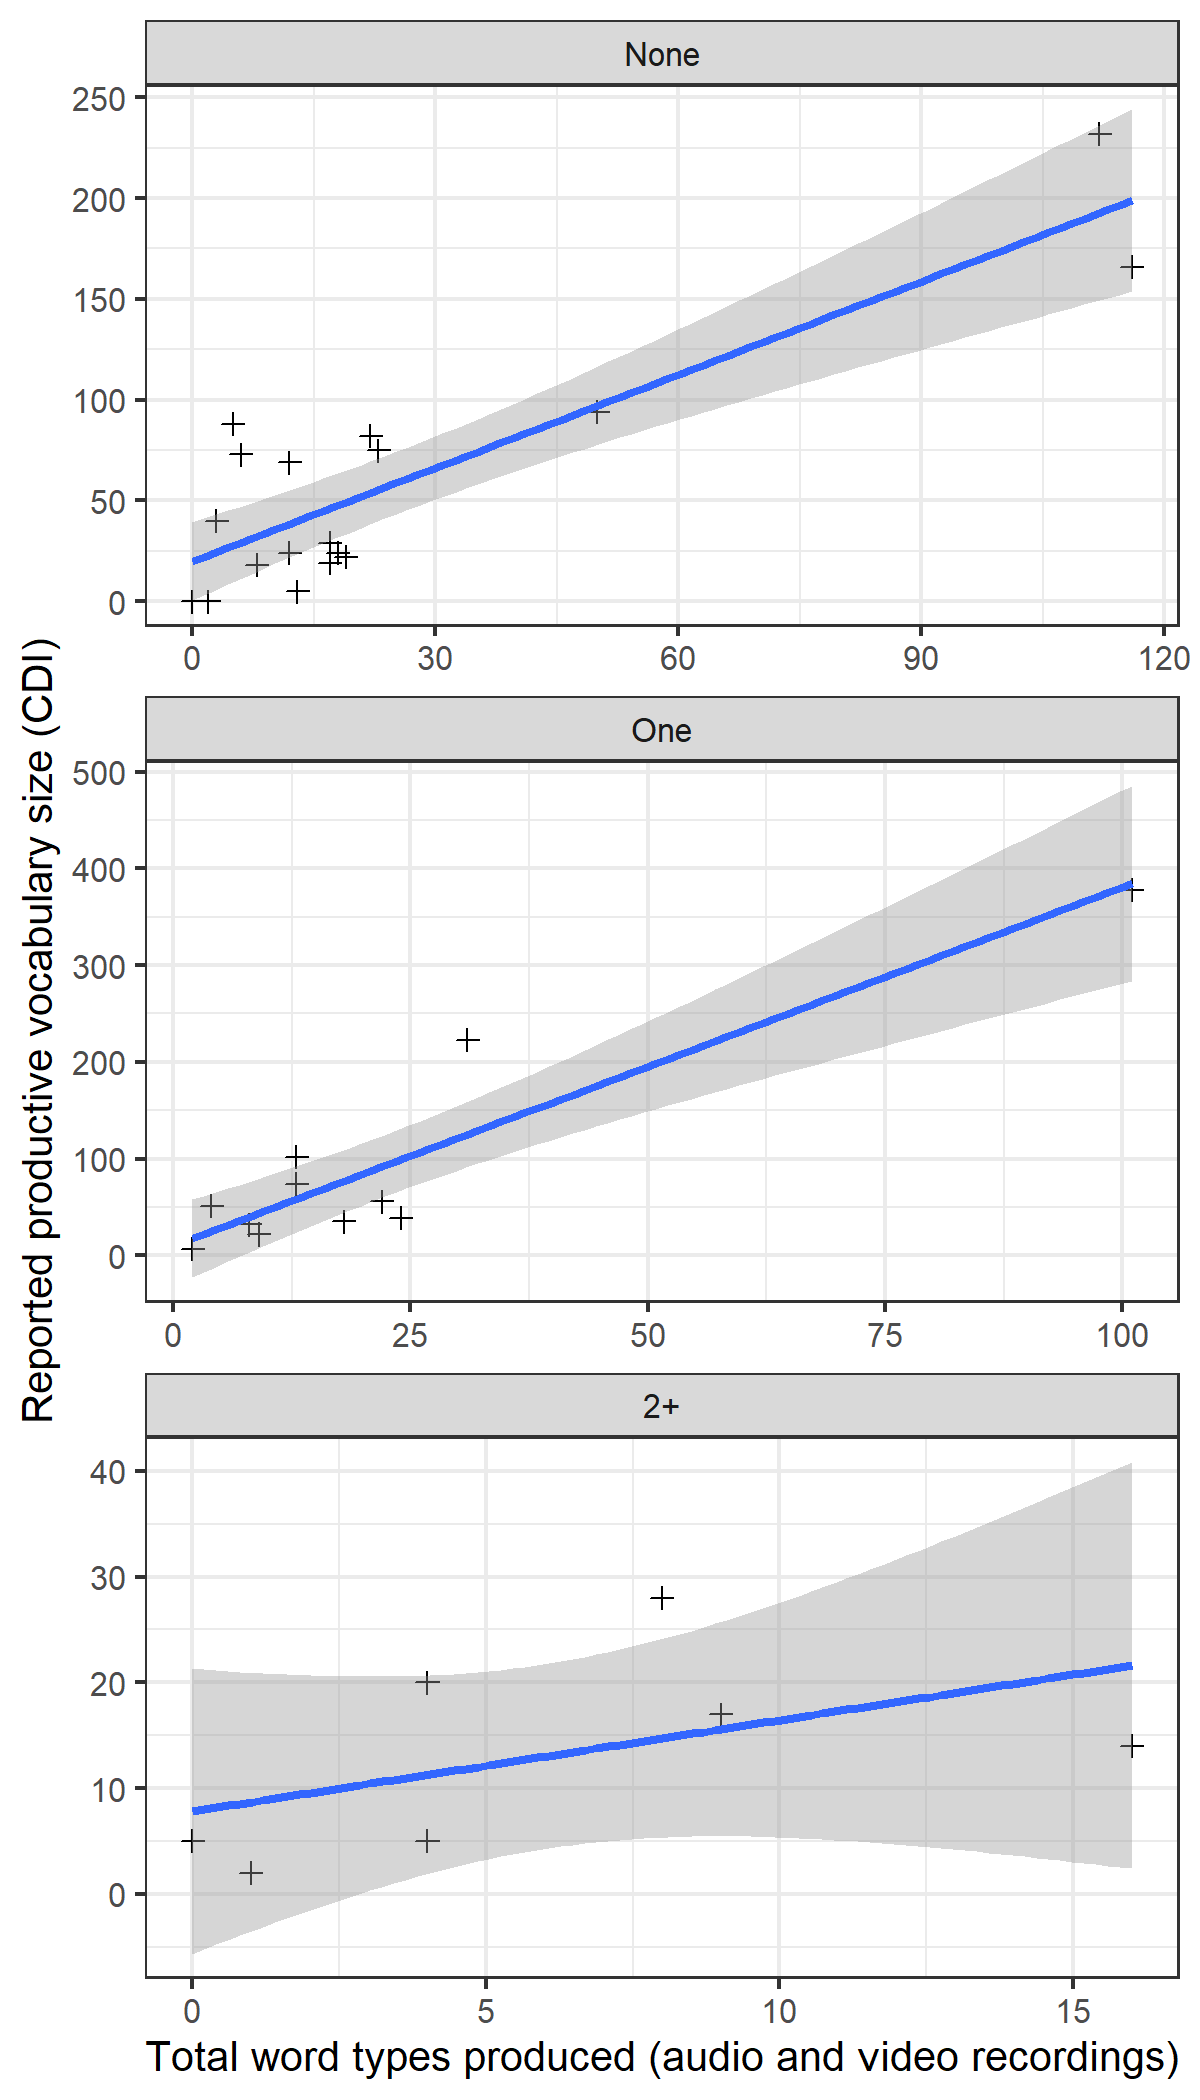 None
250
200
150
100
50
0
0 30 60 90 120
One
500
400
300
200
100
0
0 25 50 75 100
2+
40
30
20
10
0
0 5 10 15
Total word types produced (audio and video recordings)
Reported productive vocabulary size (CDI)